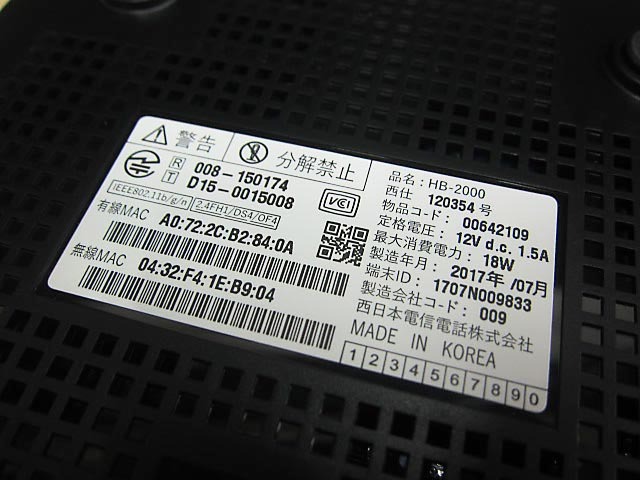 警告 分解禁止
R 008-150174
T D15-0015008
IEEE802.11b/g/n 2.4FH1/DS4/OF4
VCCI
有線MAC A0:72:2C:B2:84:0A
無線MAC 04:32:F4:1E:B9:04
品名: HB-2000
西仕 120354 号
物品コード: 00642109
定格電圧: 12V d.c. 1.5A
最大消費電力: 18W
製造年月: 2017年 /07月
端末ID: 1707N009833
製造会社コード: 009
西日本電信電話株式会社
MADE IN KOREA
1 2 3 4 5 6 7 8 9 0